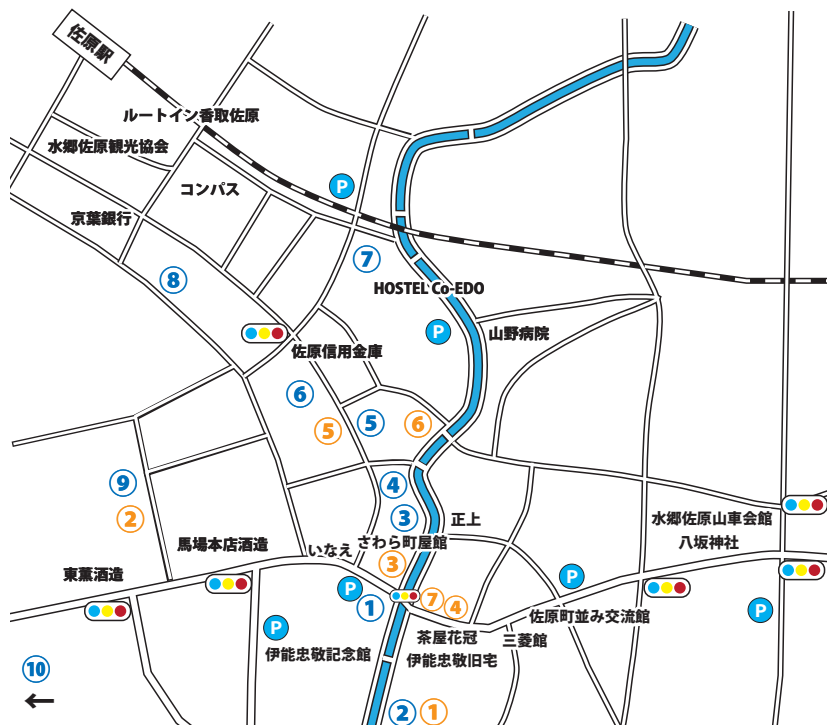 佐原駅
ルートイン香取佐原
水郷佐原観光協会
P
コンパス
京葉銀行
⑦
⑧
HOSTEL Co-EDO
P
山野病院
佐原信用金庫
⑥
⑤
⑤
⑥
⑨
④
②
③
正上
水郷佐原山車会館
馬場本店酒造
いなえ
さわら町屋館
八坂神社
③
東薫酒造
P
P
①
⑦
④
P
佐原町並み交流館
P
茶屋花冠
三菱館
伊能忠敬記念館
伊能忠敬旧宅
⑩
←
②
①